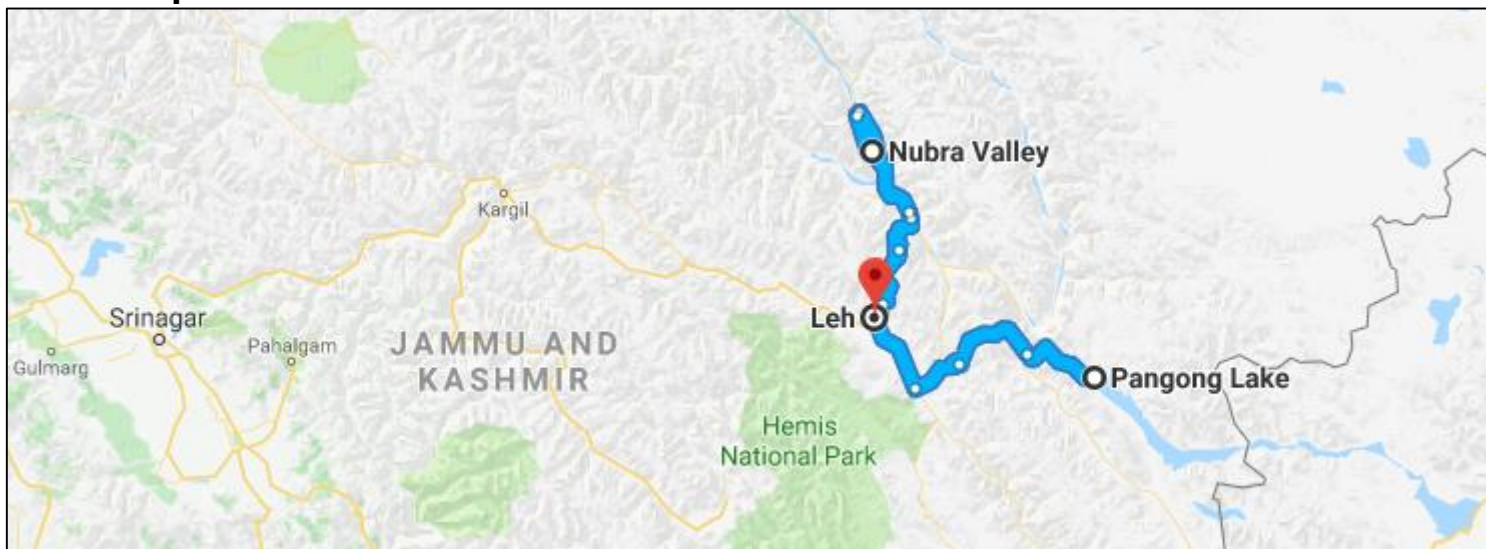 Nubra Valley
Kargil
Leh
Srinagar
Pahalgam
JAMMU AND
KASHMIR
Gulmarg
Pangong Lake
Hemis
National Park